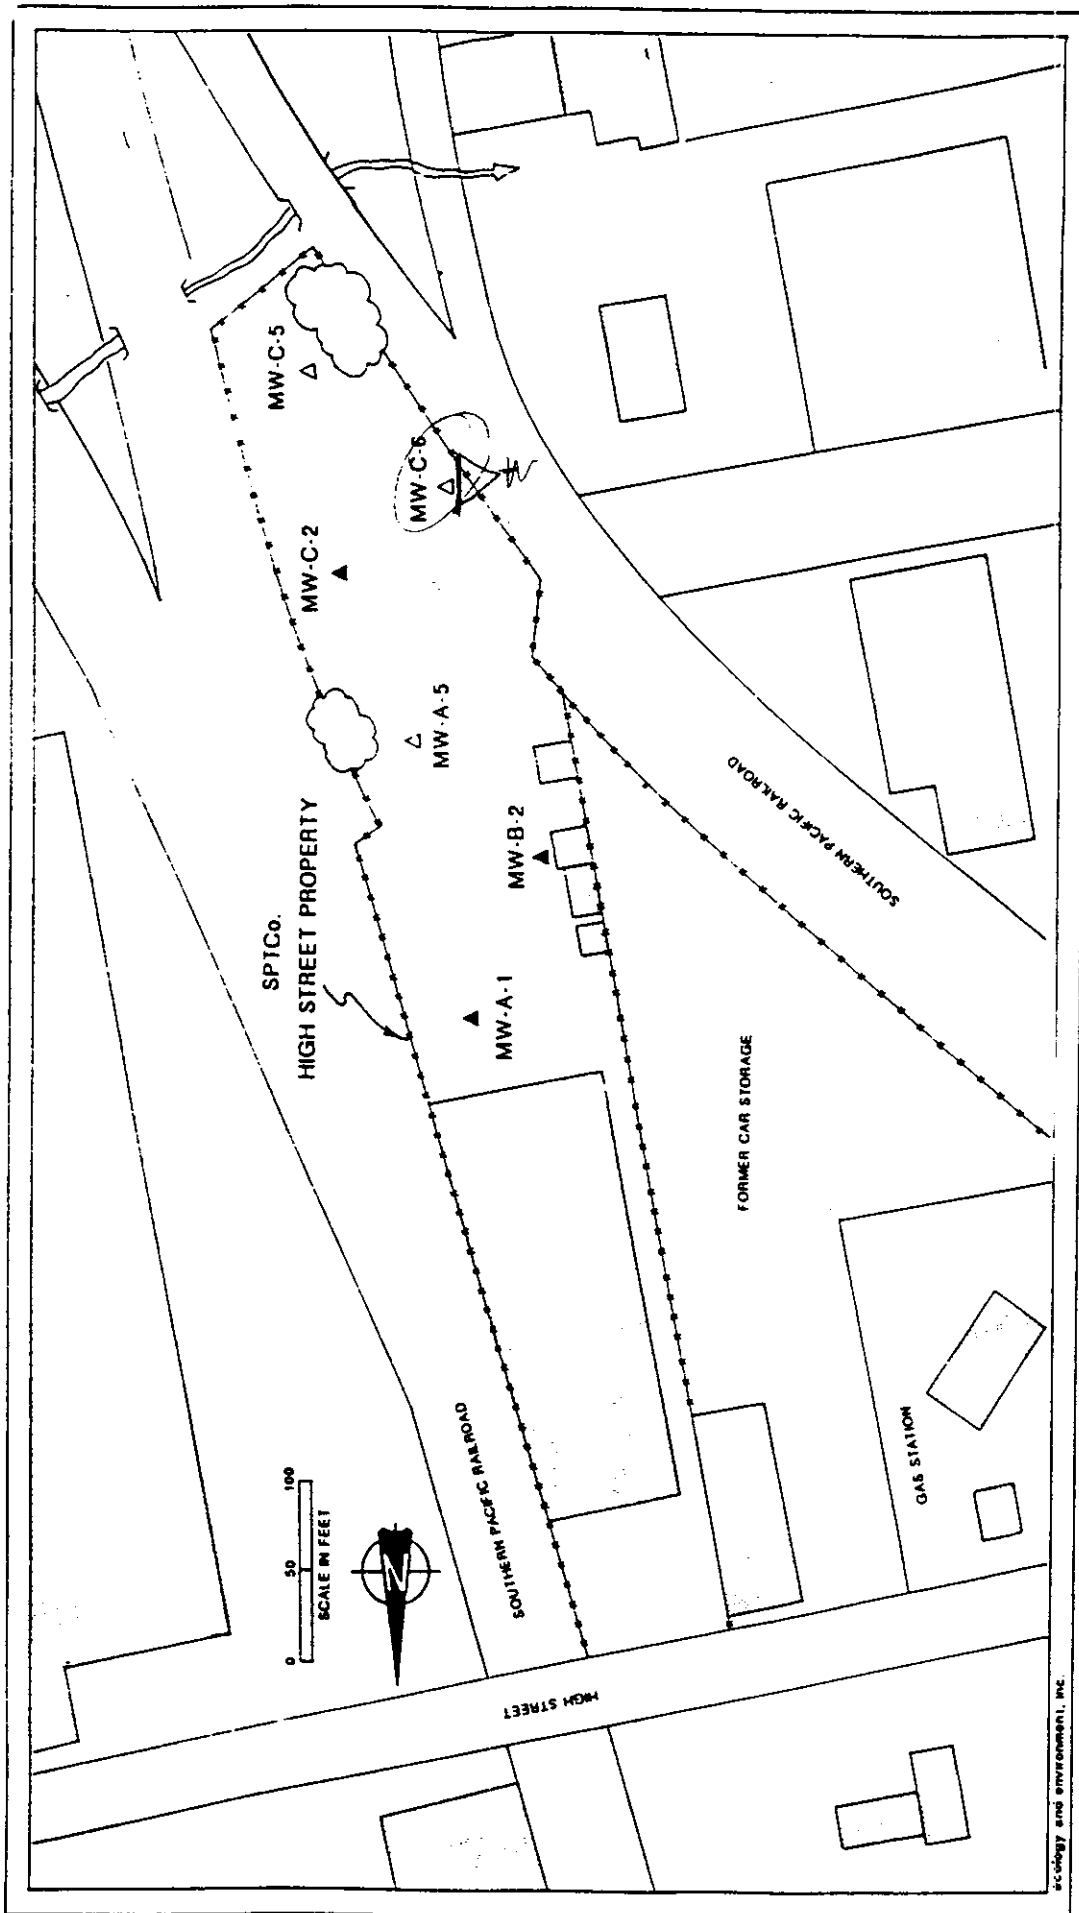 MW-C-5
MW-C-6
MW-C-2
MW-A-5
MW-B-2
MW-A-1
SPTCo.
HIGH STREET PROPERTY
SOUTHERN PACIFIC RAILROAD
FORMER CAR STORAGE
SOUTHERN PACIFIC RAILROAD
GAS STATION
0 50 100
SCALE IN FEET
N
HIGH STREET
ecology and environment, inc.